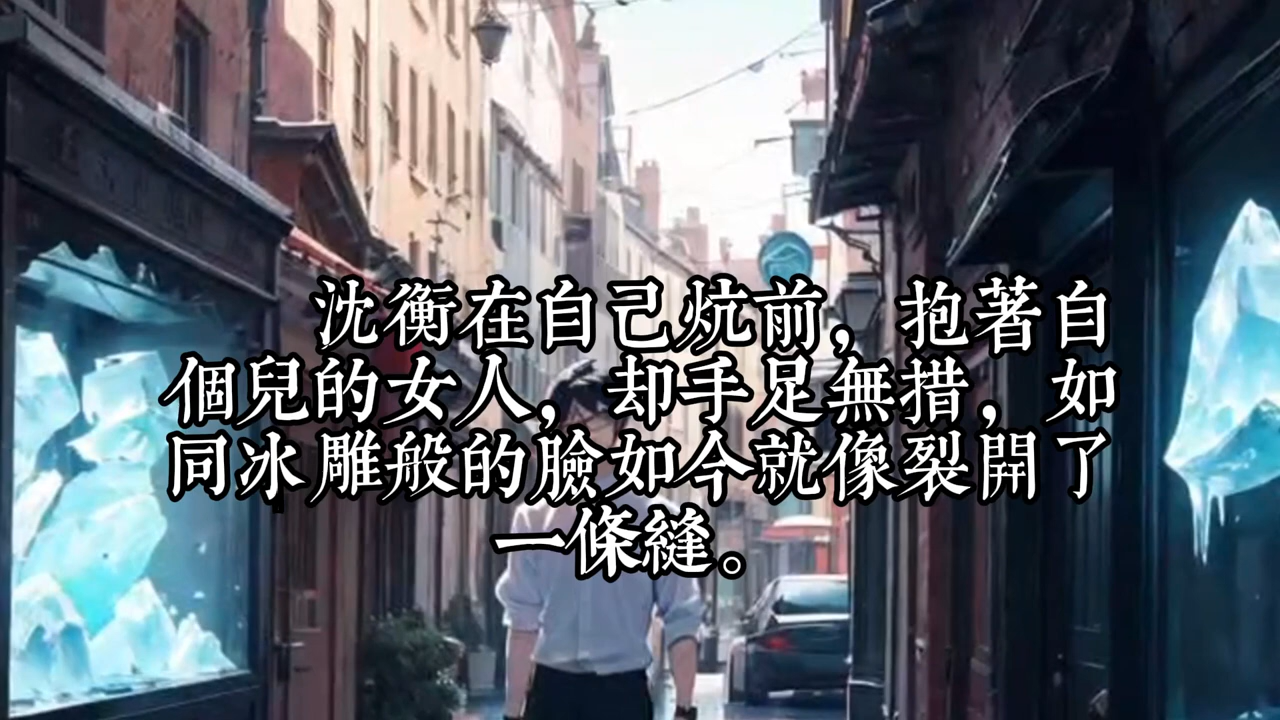 沈衡在自己炕前，抱著自
個兒的女人，却手足無措，如
同冰雕般的臉如今就像裂開了
一條縫。